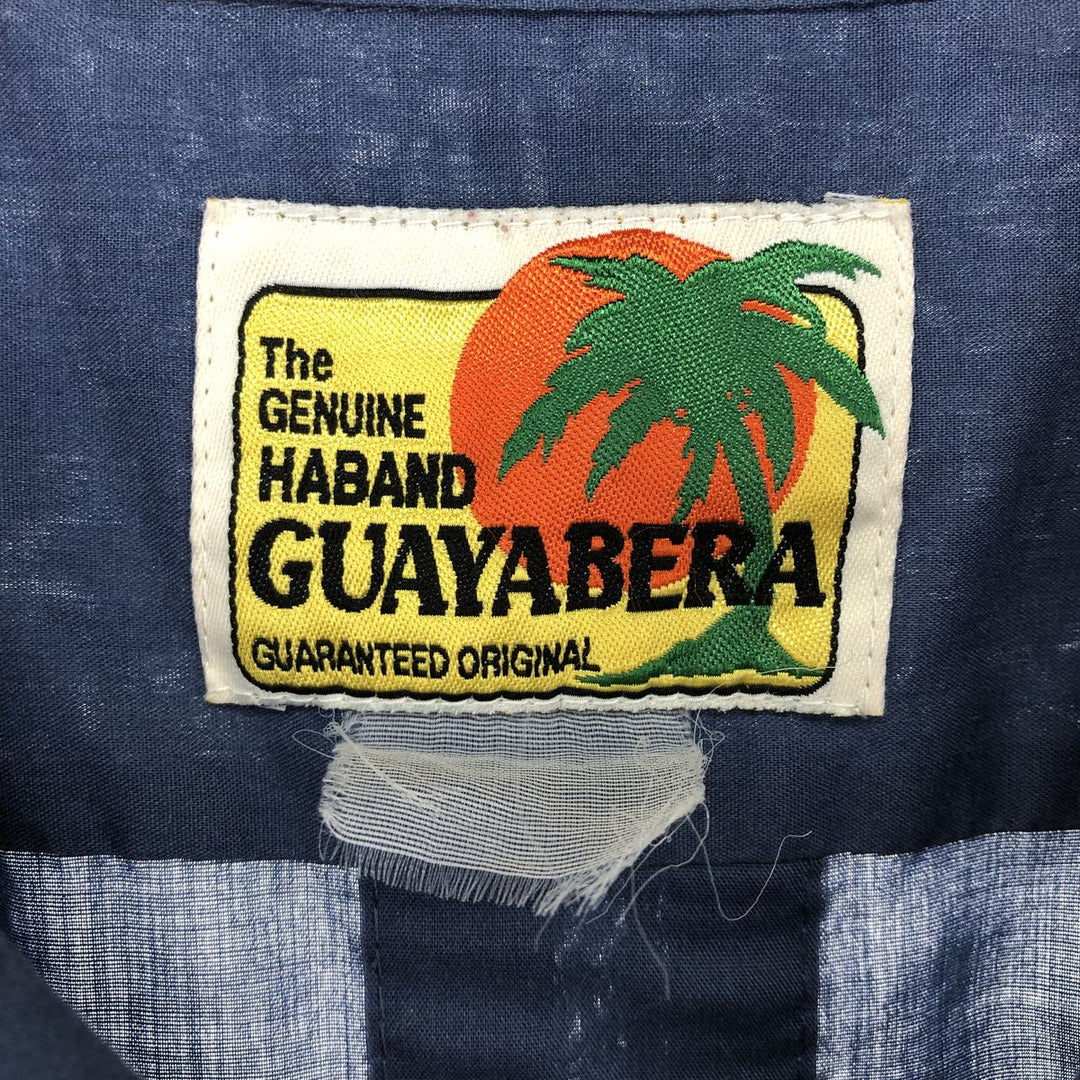 The
GENUINE
HABAND
GUAYABERA
GUARANTEED ORIGINAL